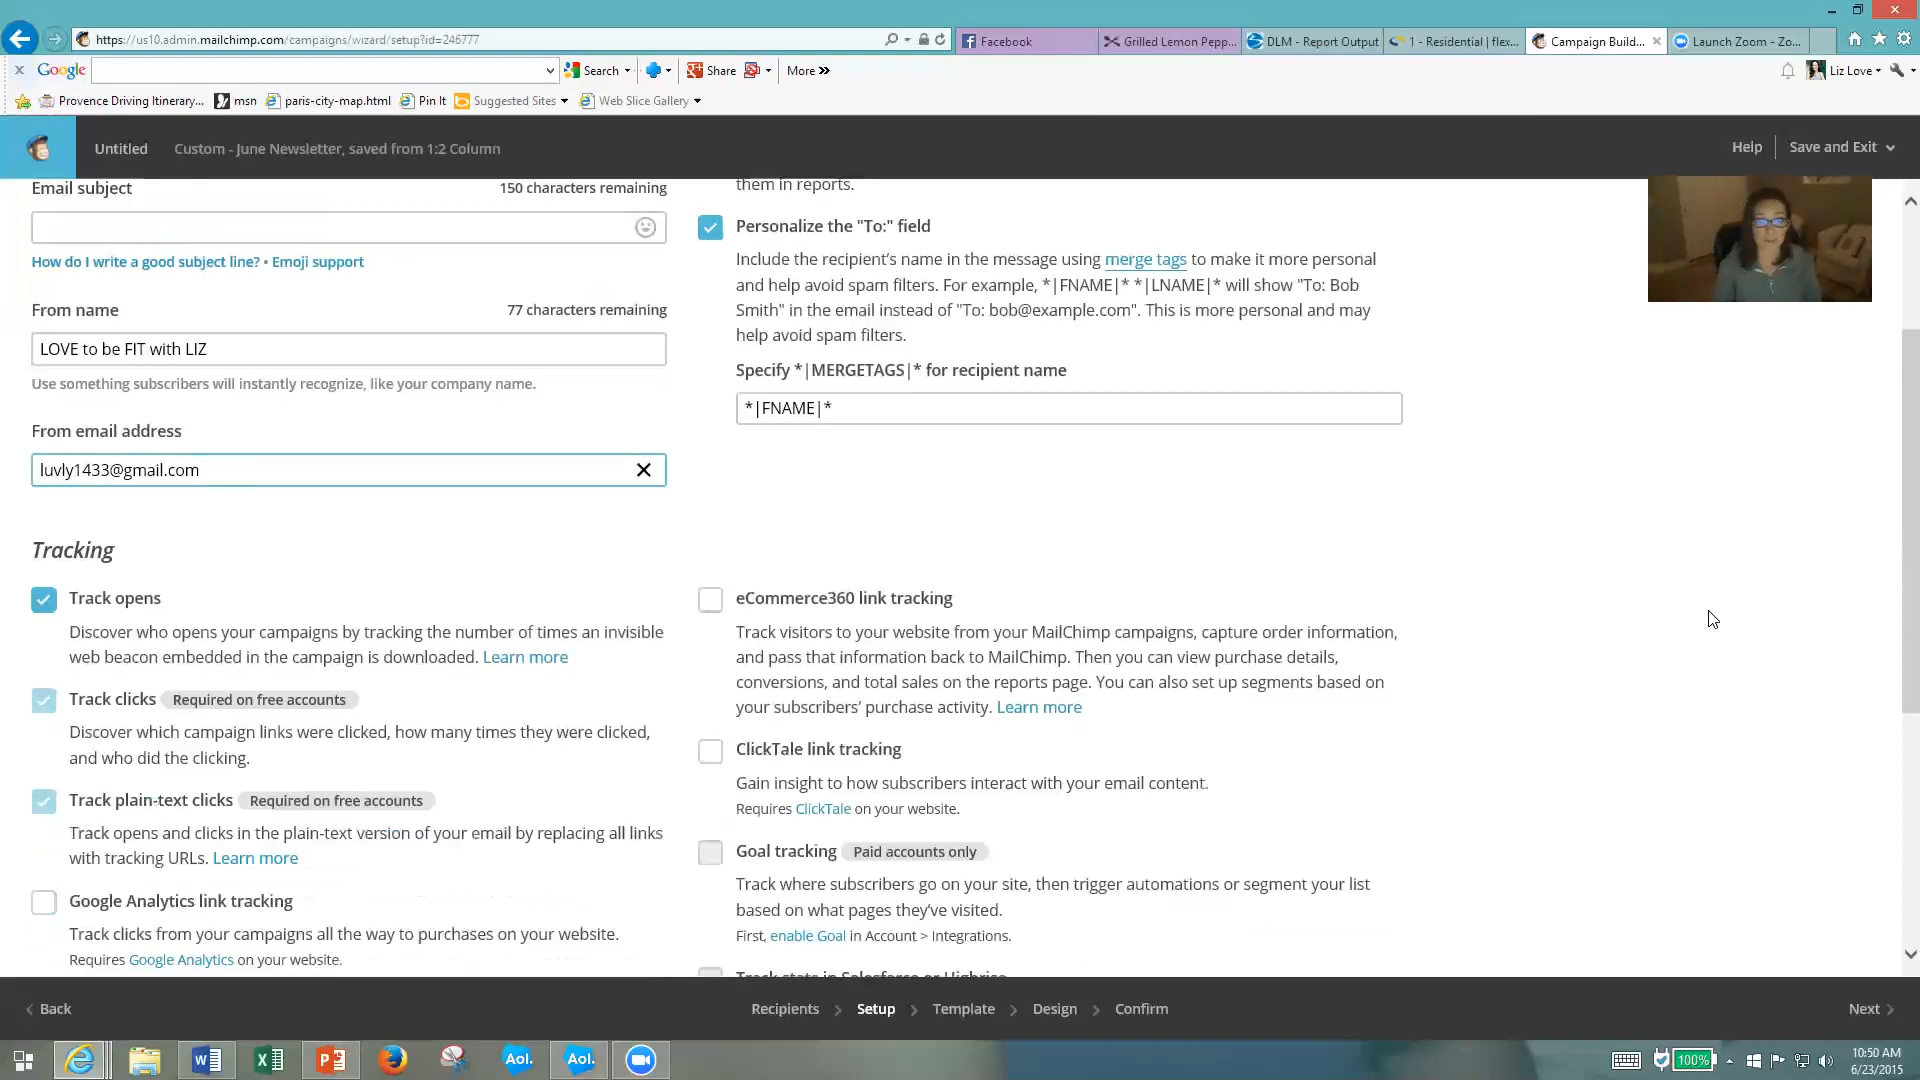 https://us10.admin.mailchimp.com/campaigns/wizard/setup?id=246777
Facebook
Grilled Lemon Pepp...
DLM - Report Output
1 - Residential | flex...
Campaign Build...
Launch Zoom - Zo...
Google
Search
Share
More
Liz Love
Provence Driving Itinerary...
msn
paris-city-map.html
Pin It
Suggested Sites
Web Slice Gallery
Untitled
Custom - June Newsletter, saved from 1:2 Column
Help
Save and Exit
Email subject
150 characters remaining
How do I write a good subject line? • Emoji support
From name
77 characters remaining
LOVE to be FIT with LIZ
Use something subscribers will instantly recognize, like your company name.
From email address
luvly1433@gmail.com
them in reports.
Personalize the "To:" field
Include the recipient's name in the message using merge tags to make it more personal
and help avoid spam filters. For example, *|FNAME|* *|LNAME|* will show "To: Bob
Smith" in the email instead of "To: bob@example.com". This is more personal and may
help avoid spam filters.
Specify *|MERGETAGS|* for recipient name
*|FNAME|*
Tracking
Track opens
Discover who opens your campaigns by tracking the number of times an invisible
web beacon embedded in the campaign is downloaded. Learn more
Track clicks Required on free accounts
Discover which campaign links were clicked, how many times they were clicked,
and who did the clicking.
Track plain-text clicks Required on free accounts
Track opens and clicks in the plain-text version of your email by replacing all links
with tracking URLs. Learn more
Google Analytics link tracking
Track clicks from your campaigns all the way to purchases on your website.
Requires Google Analytics on your website.
eCommerce360 link tracking
Track visitors to your website from your MailChimp campaigns, capture order information,
and pass that information back to MailChimp. Then you can view purchase details,
conversions, and total sales on the reports page. You can also set up segments based on
your subscribers' purchase activity. Learn more
ClickTale link tracking
Gain insight to how subscribers interact with your email content.
Requires ClickTale on your website.
Goal tracking Paid accounts only
Track where subscribers go on your site, then trigger automations or segment your list
based on what pages they've visited.
First, enable Goal in Account > Integrations.
Track stats in Salesforce or Highrise
Back
Recipients
Setup
Template
Design
Confirm
Next
Aol.
Aol.
100%
10:50 AM
6/23/2015